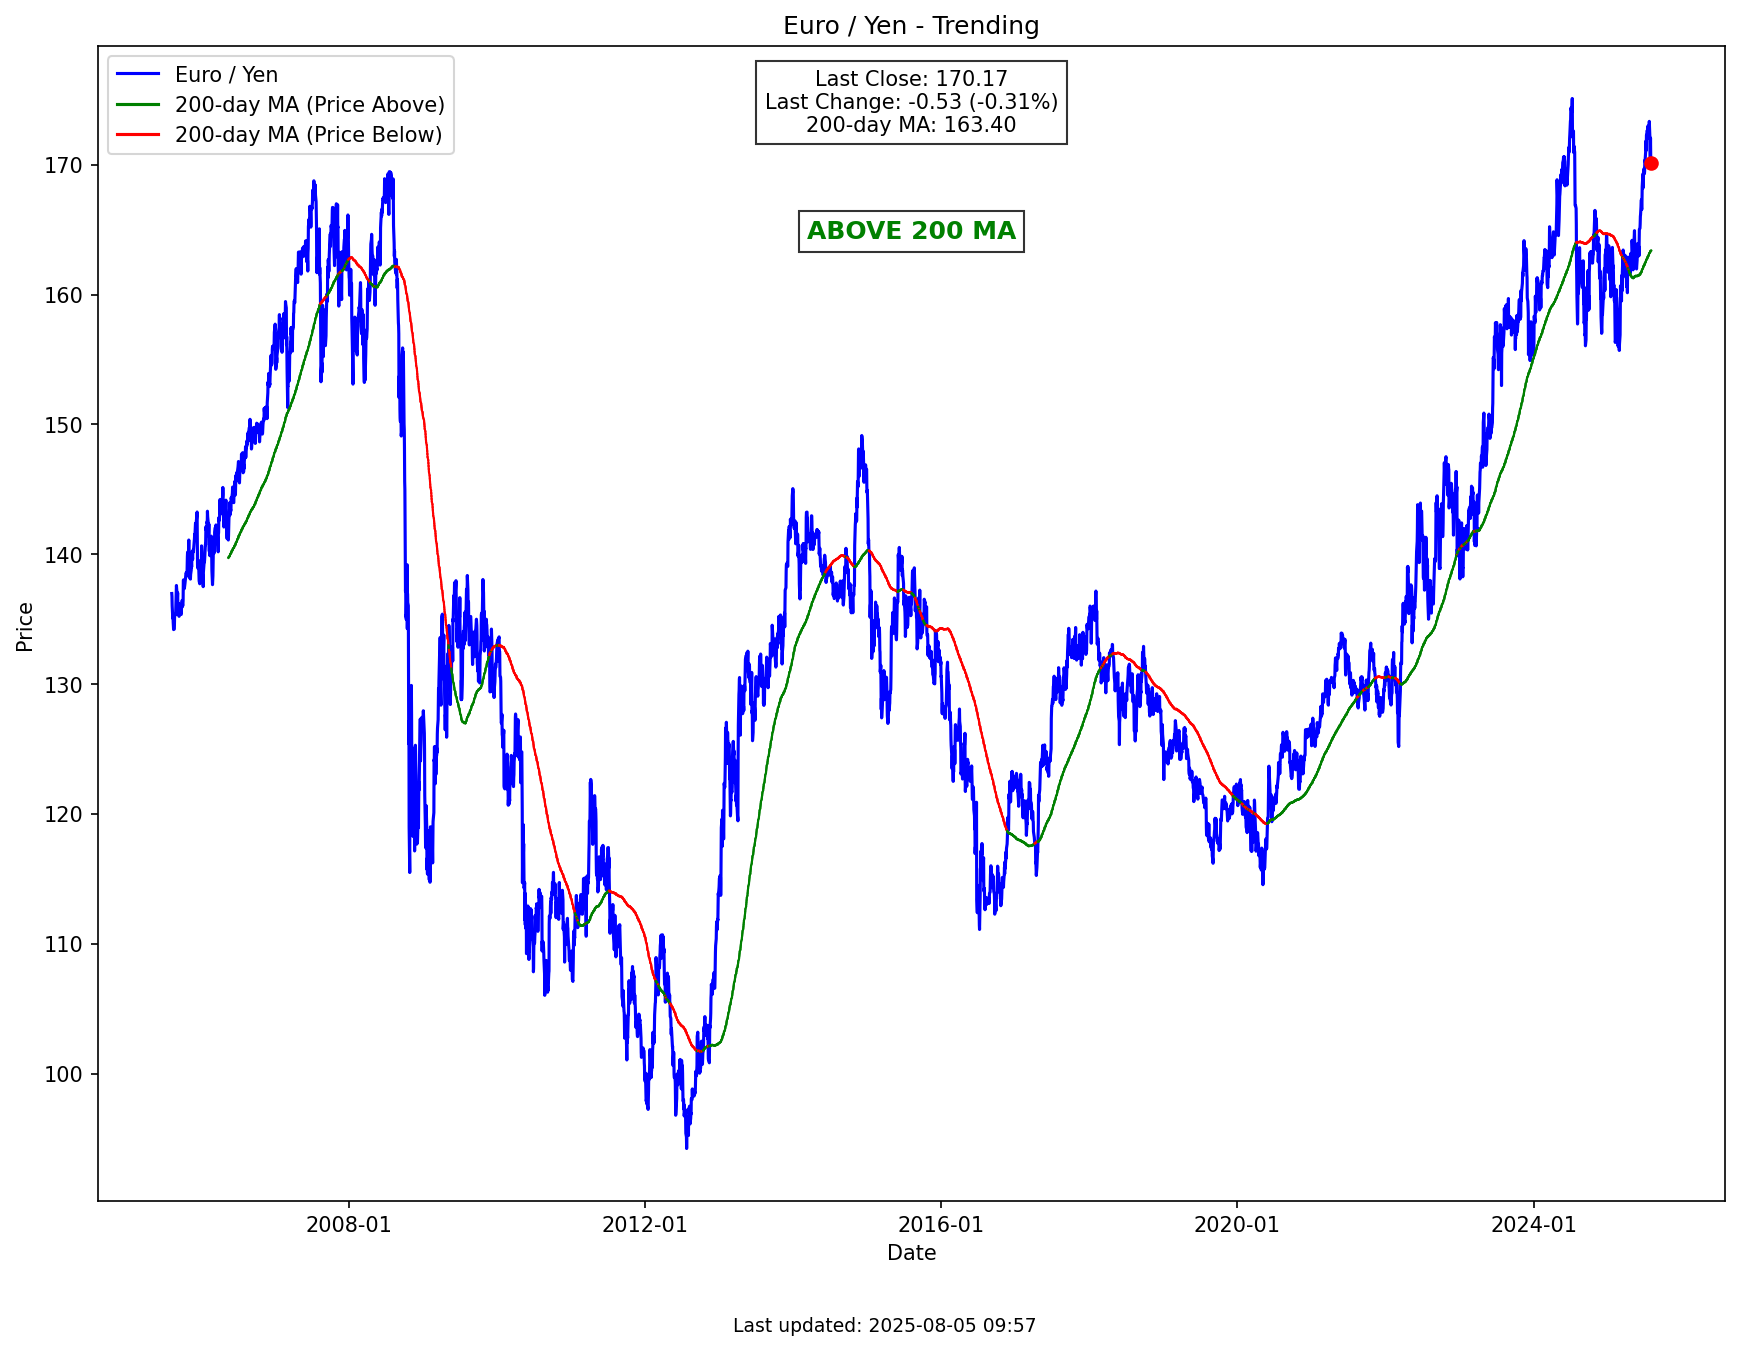 Euro / Yen - Trending
Euro / Yen
200-day MA (Price Above)
200-day MA (Price Below)
Last Close: 170.17
Last Change: -0.53 (-0.31%)
200-day MA: 163.40
ABOVE 200 MA
170
160
150
140
130
120
110
100
Price
2008-01
2012-01
2016-01
2020-01
2024-01
Date
Last updated: 2025-08-05 09:57